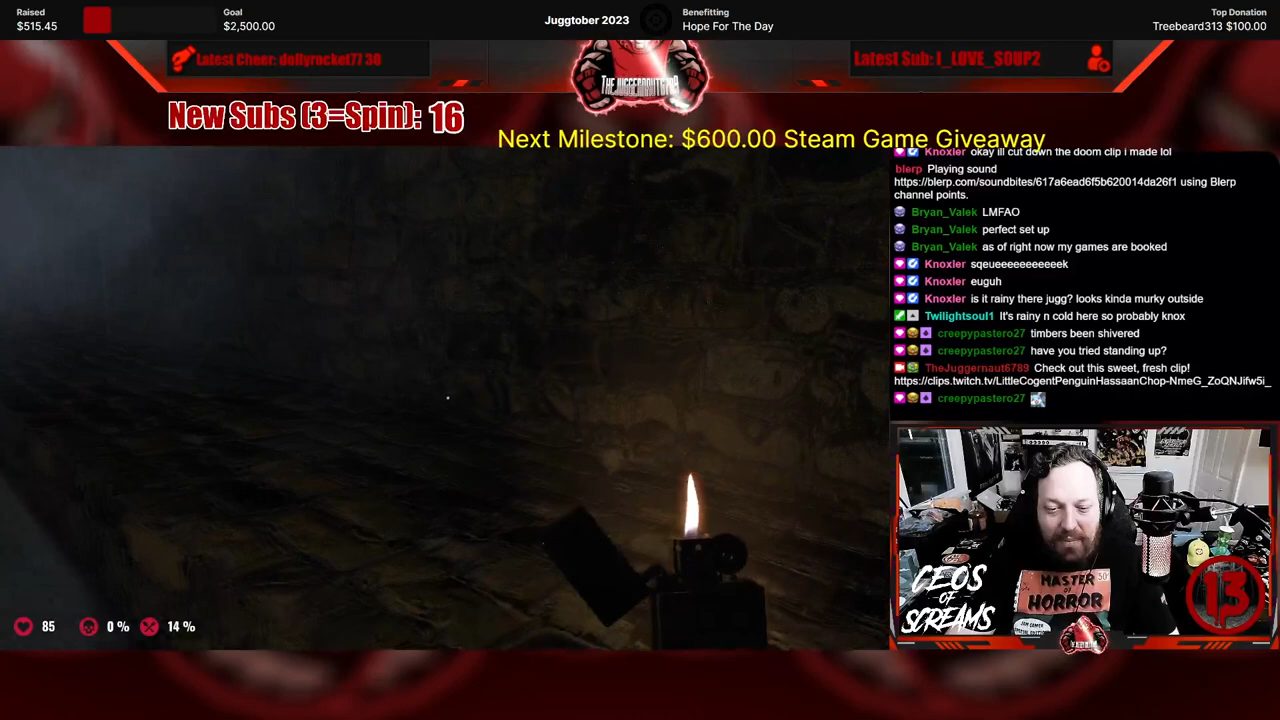 Raised
$515.45
Goal
$2,500.00
Juggtober 2023
Benefitting
Hope For The Day
Top Donation
Treebeard313 $100.00
Latest Cheer: dollyrocket77 30
THEJUGGERNAUT6789
Latest Sub: I_LOVE_SOUP2
New Subs (3=Spin): 16
Next Milestone: $600.00 Steam Game Giveaway
Knoxler okay ill cut down the doom clip i made lol
blerp Playing sound
https://blerp.com/soundbites/617a6ead6f5b620014da26f1 using Blerp
channel points.
Bryan_Valek LMFAO
Bryan_Valek perfect set up
Bryan_Valek as of right now my games are booked
Knoxler sqeueeeeeeeeeek
Knoxler euguh
Knoxler is it rainy there jugg? looks kinda murky outside
Twilightsoul1 It's rainy n cold here so probably knox
creepypastero27 timbers been shivered
creepypastero27 have you tried standing up?
TheJuggernaut6789 Check out this sweet, fresh clip!
https://clips.twitch.tv/LittleCogentPenguinHassaanChop-NmeG_ZoQNJifw5i_
creepypastero27
CEOS
OF
SCREAMS
MASTER
OF
HORROR
13
85
0 %
14 %